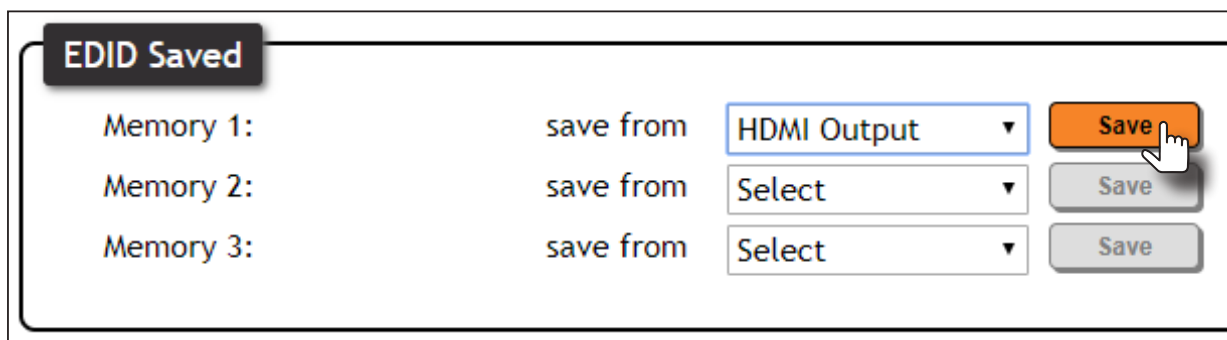 EDID Saved
Memory 1: save from HDMI Output Save
Memory 2: save from Select Save
Memory 3: save from Select Save